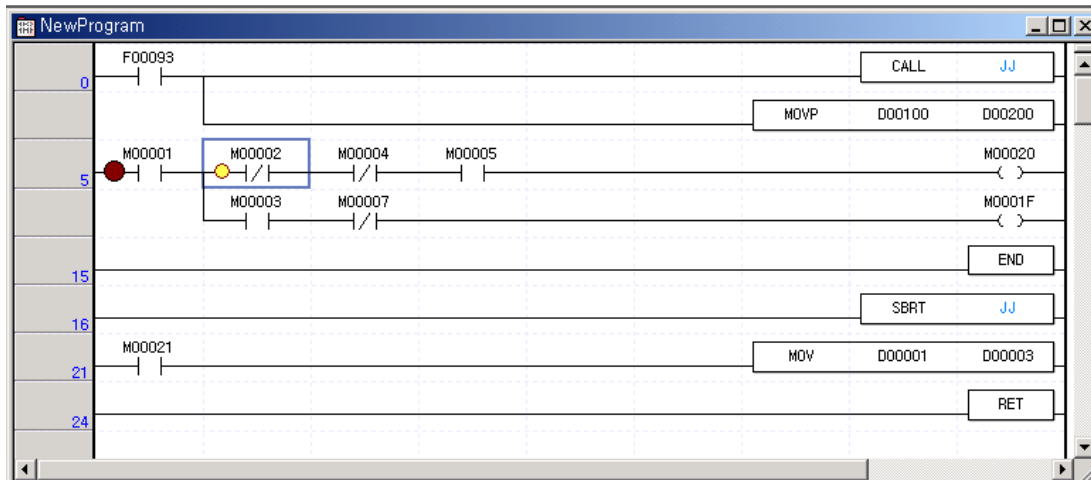 NewProgram
F00093
CALL JJ
0
MOVP D00100 D00200
M00001 M00002 M00004 M00005 M00020
5
M00003 M00007 M0001F
END
15
SBRT JJ
16
M00021
MOV D00001 D00003
21
RET
24